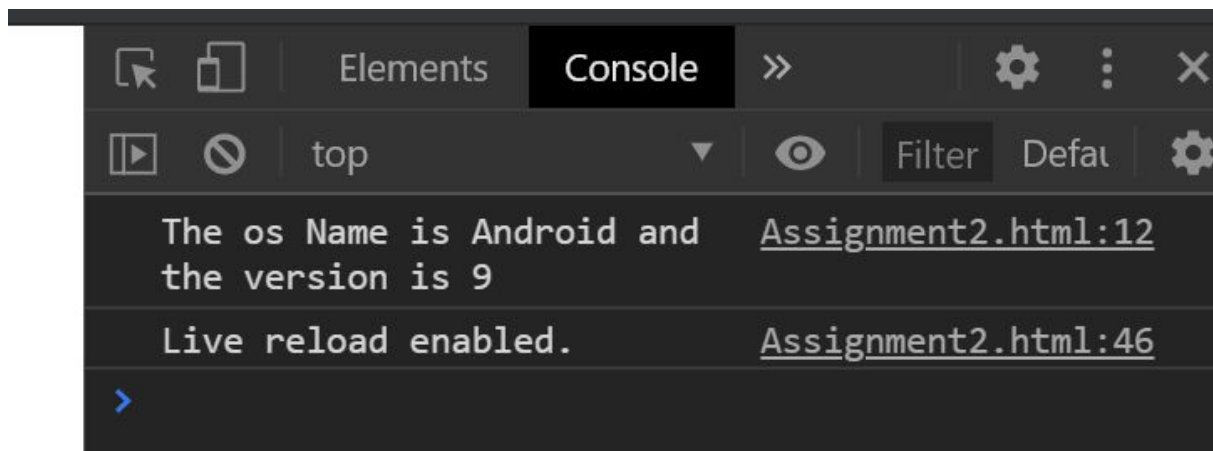 Elements Console
top Filter Defau
The os Name is Android and Assignment2.html:12
the version is 9
Live reload enabled. Assignment2.html:46